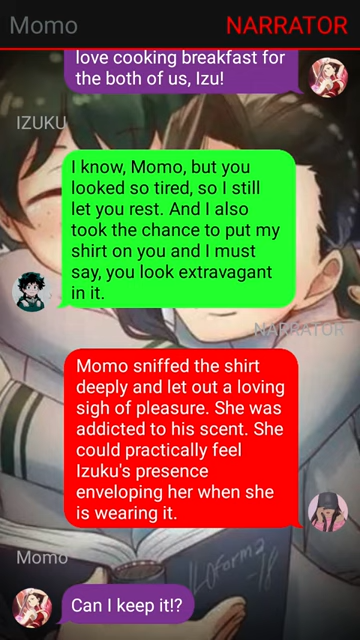 Momo NARRATOR
love cooking breakfast for
the both of us, Izu!
IZUKU
I know, Momo, but you
looked so tired, so I still
let you rest. And I also
took the chance to put my
shirt on you and I must
say, you look extravagant
in it.
NARRATOR
Momo sniffed the shirt
deeply and let out a loving
sigh of pleasure. She was
addicted to his scent. She
could practically feel
Izuku's presence
enveloping her when she
is wearing it.
Momo
Can I keep it!?